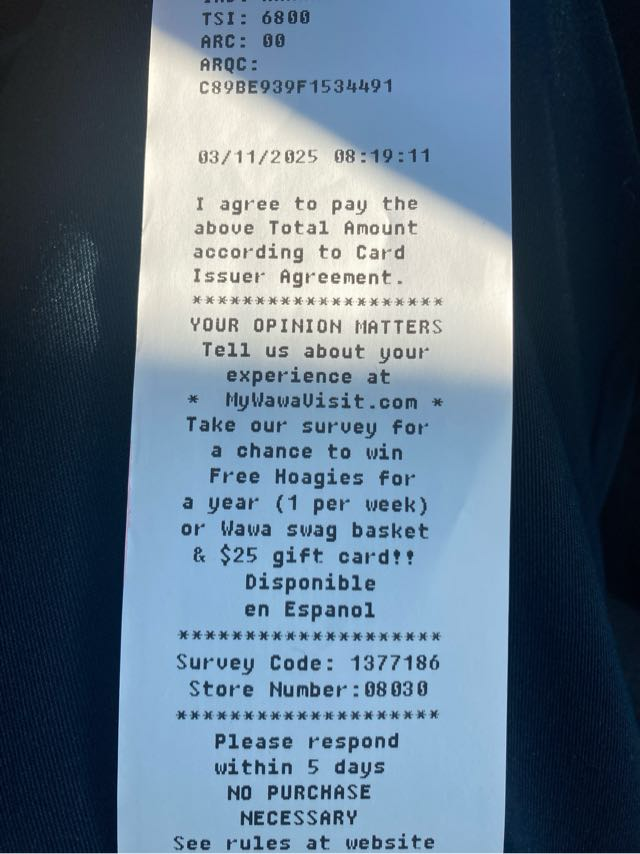 TSI: 6800
ARC: 00
ARQC:
C89BE939F1534491
03/11/2025 08:19:11
I agree to pay the
above Total Amount
according to Card
Issuer Agreement.
********************
YOUR OPINION MATTERS
Tell us about your
experience at
* MyWawaVisit.com *
Take our survey for
a chance to win
Free Hoagies for
a year (1 per week)
or Wawa swag basket
& $25 gift card!!
Disponible
en Espanol
********************
Survey Code: 1377186
Store Number:08030
********************
Please respond
within 5 days
NO PURCHASE
NECESSARY
See rules at website